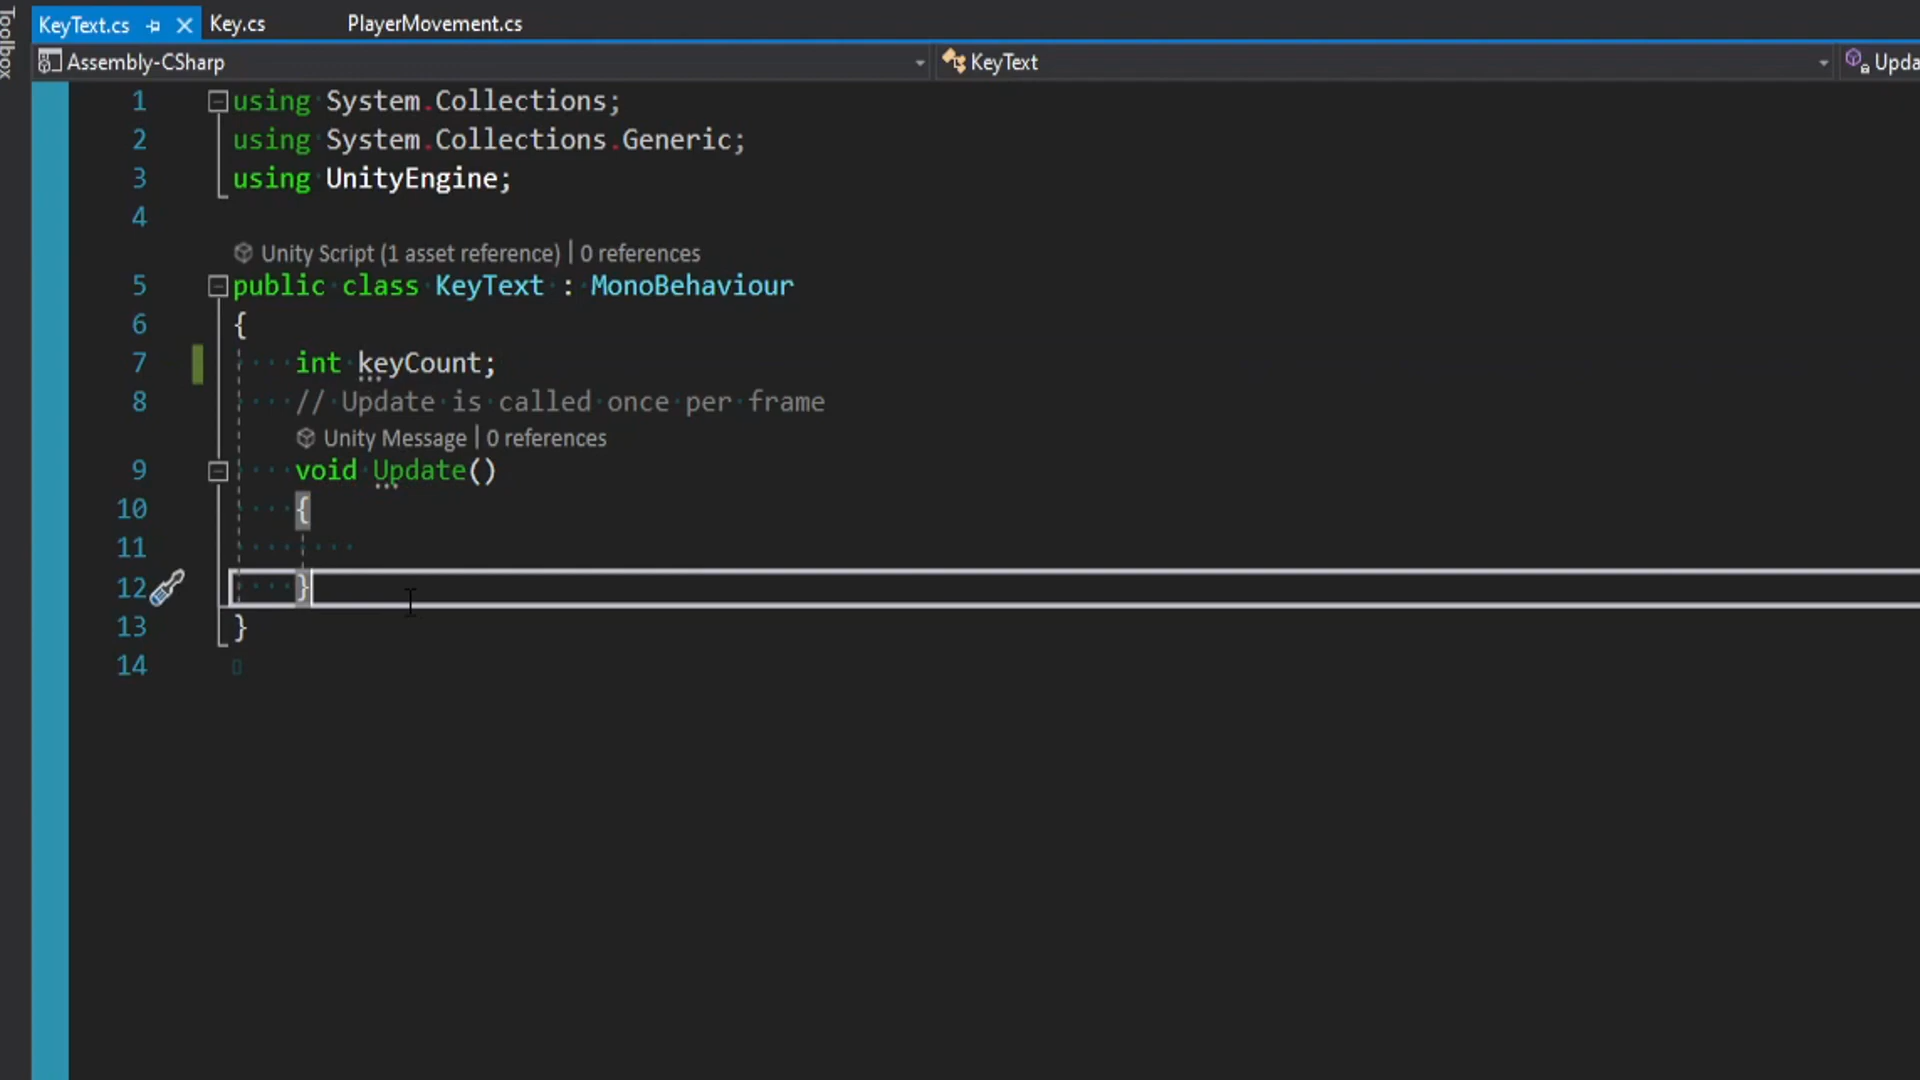 Toolbox
KeyText.cs Key.cs PlayerMovement.cs
Assembly-CSharp KeyText Upda
1 using System.Collections;
2 using System.Collections.Generic;
3 using UnityEngine;
4
Unity Script (1 asset reference) | 0 references
5 public class KeyText : MonoBehaviour
6 {
7 int keyCount;
8 // Update is called once per frame
Unity Message | 0 references
9 void Update()
10 {
11
12 }
13 }
14